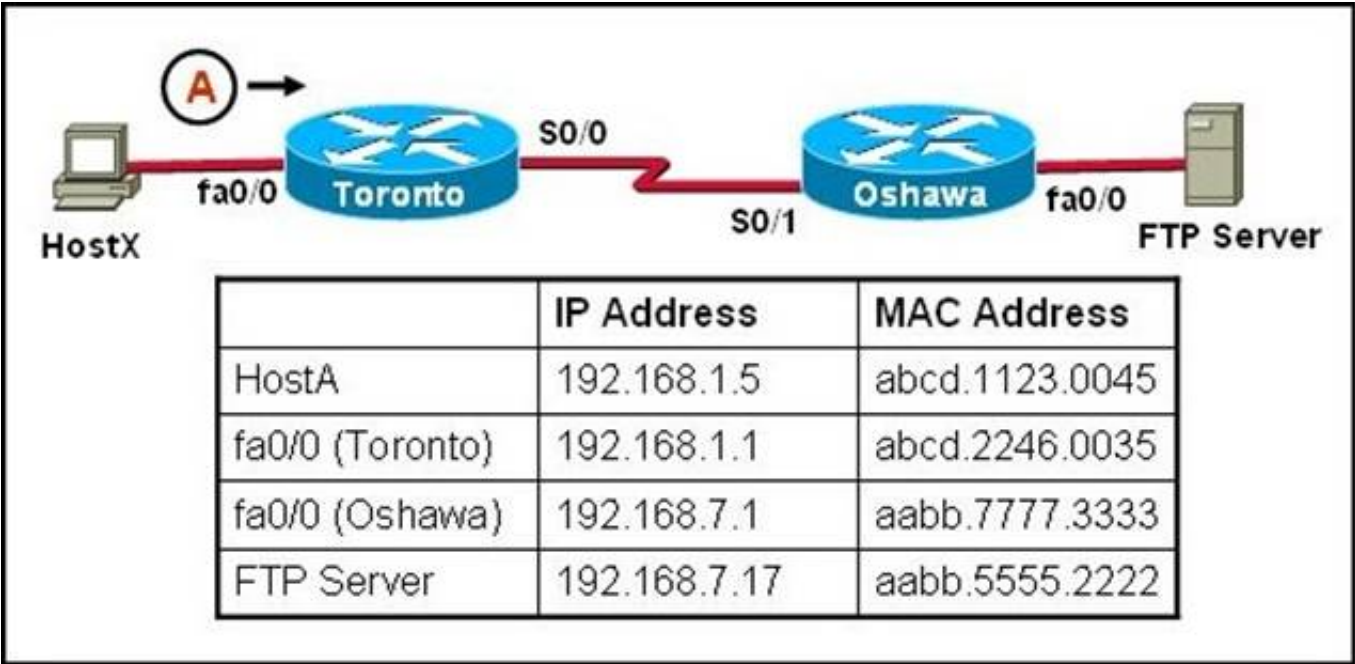 A
S0/0
fa0/0
Toronto
Oshawa
fa0/0
S0/1
FTP Server
HostX
IP Address MAC Address
HostA 192.168.1.5 abcd.1123.0045
fa0/0 (Toronto) 192.168.1.1 abcd.2246.0035
fa0/0 (Oshawa) 192.168.7.1 aabb.7777.3333
FTP Server 192.168.7.17 aabb.5555.2222